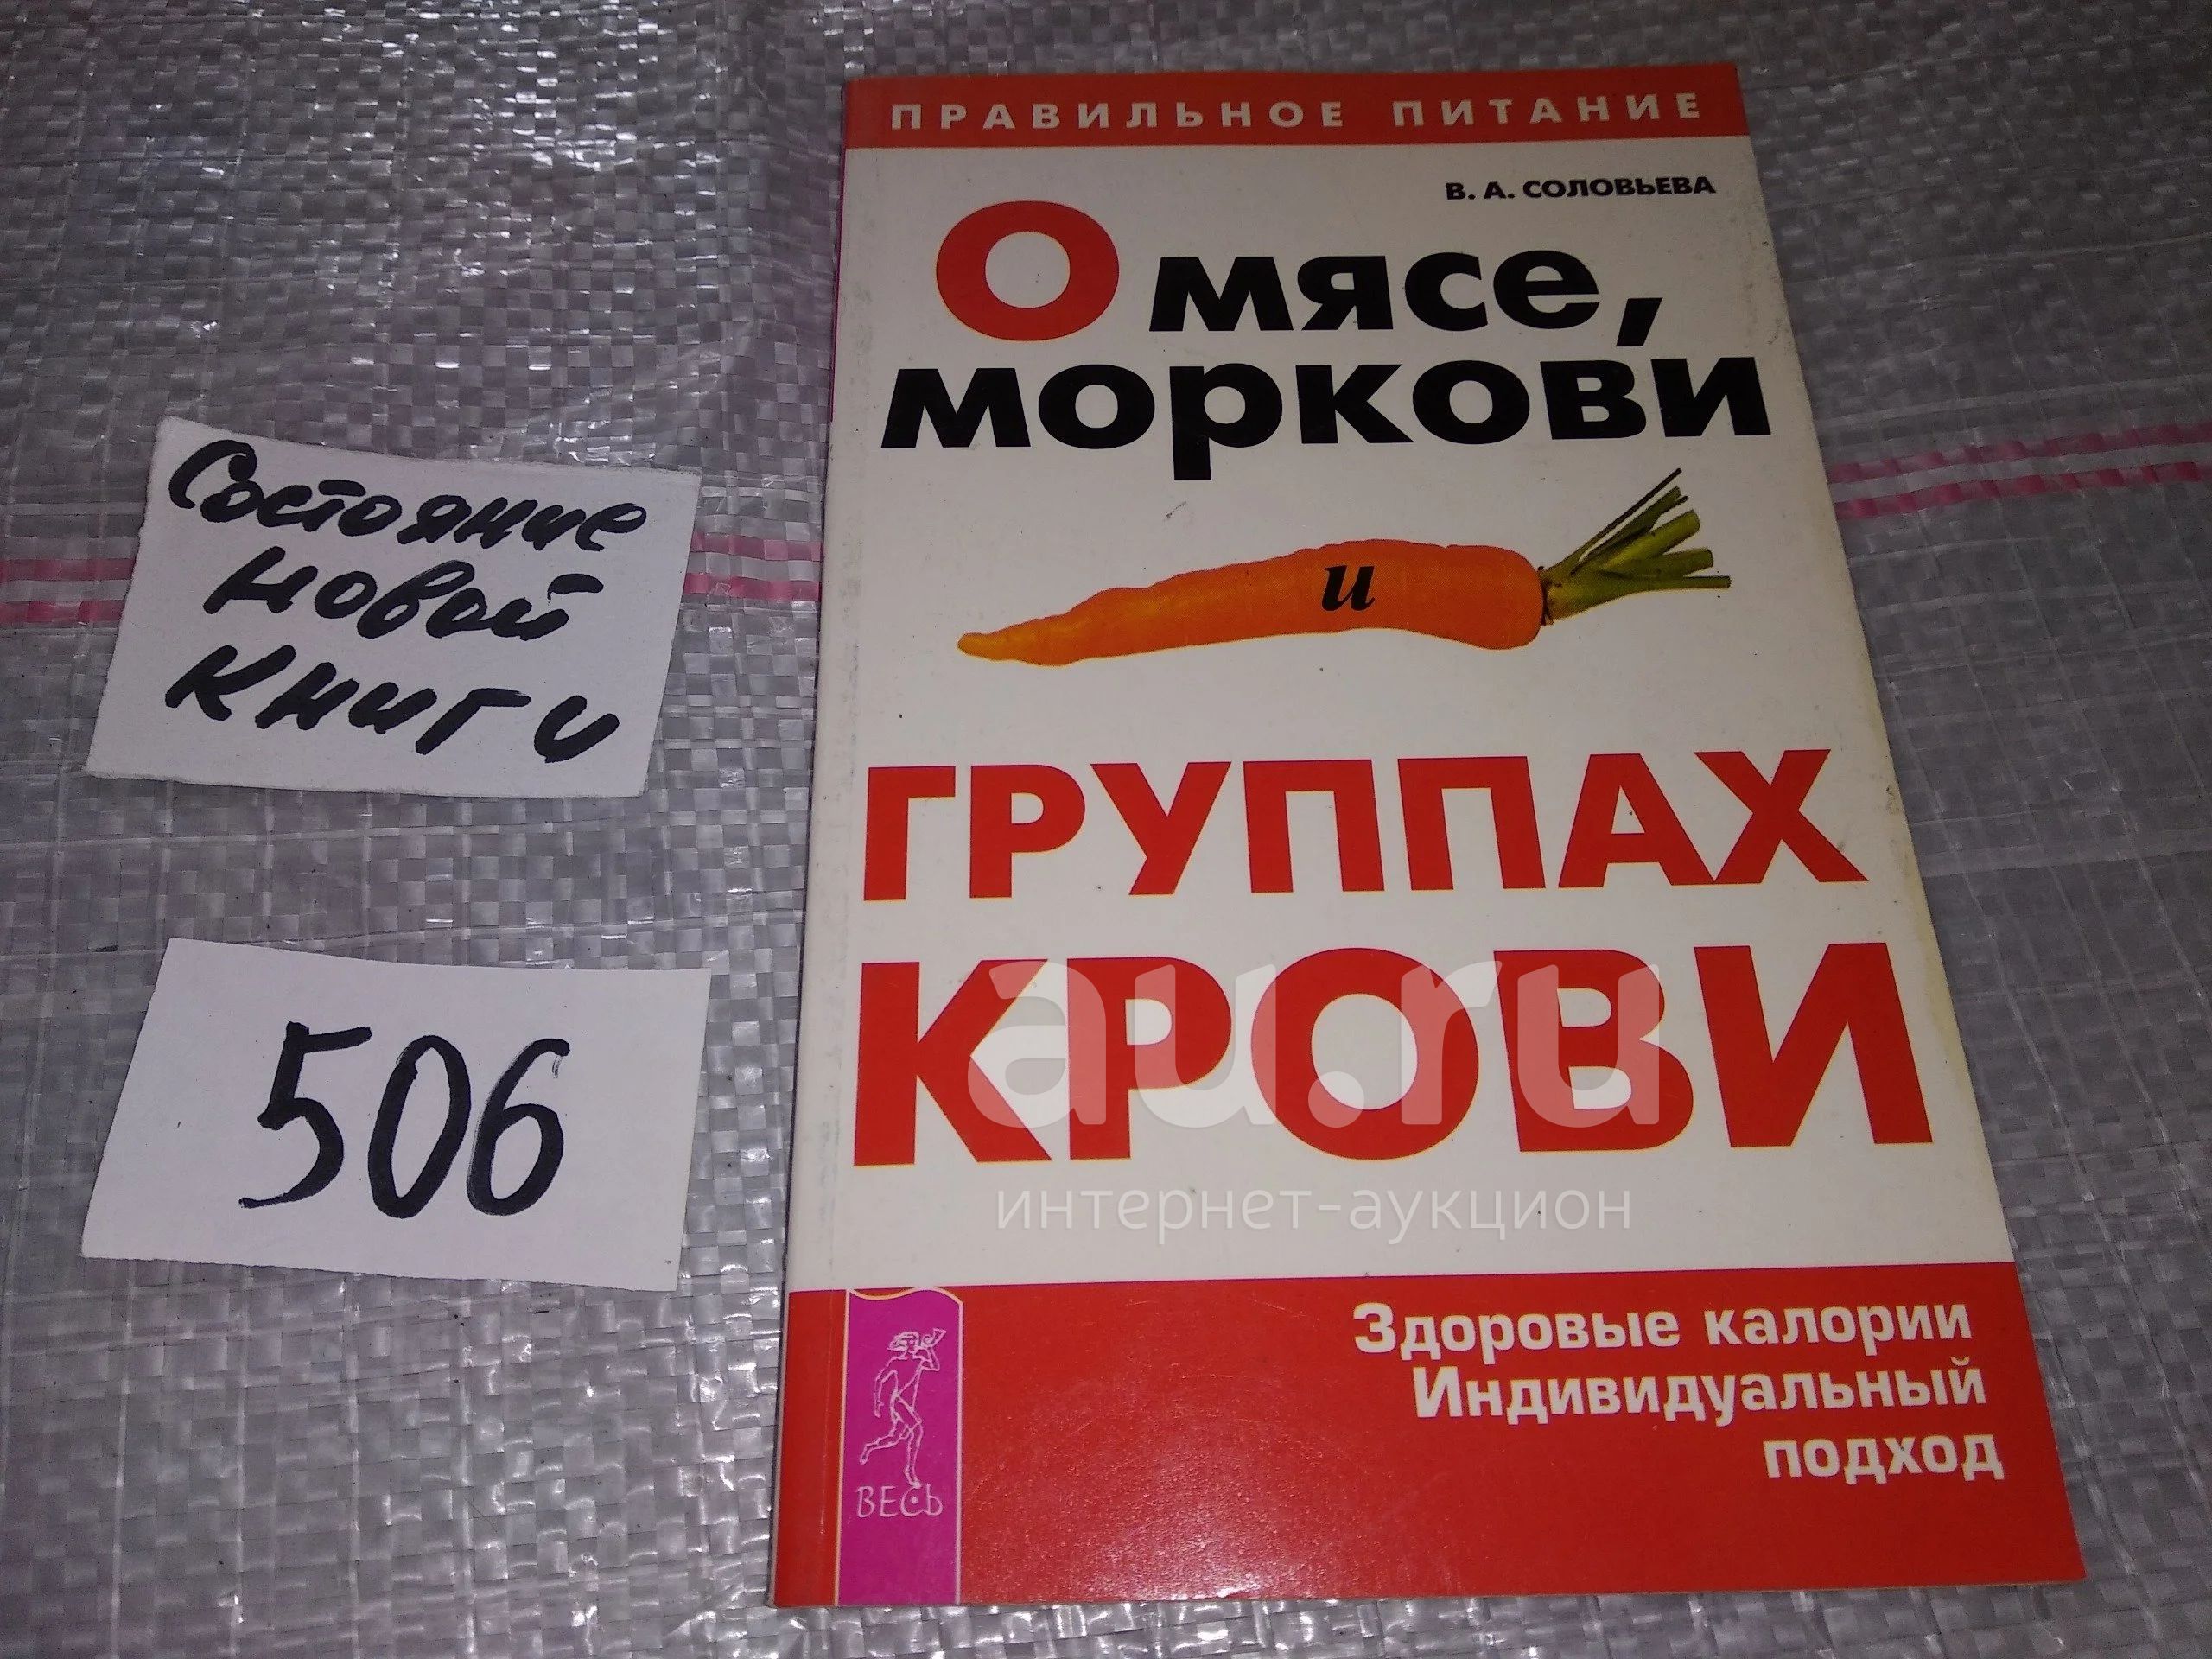 ПРАВИЛЬНОЕ ПИТАНИЕ
В. А. СОЛОВЬЕВА
О мясе,
моркови
и
ГРУППАХ
КРОВИ
au.ru
интернет-аукцион
Здоровые калории
Индивидуальный
подход
ВЕСЬ
Состояние
новой
книги
506